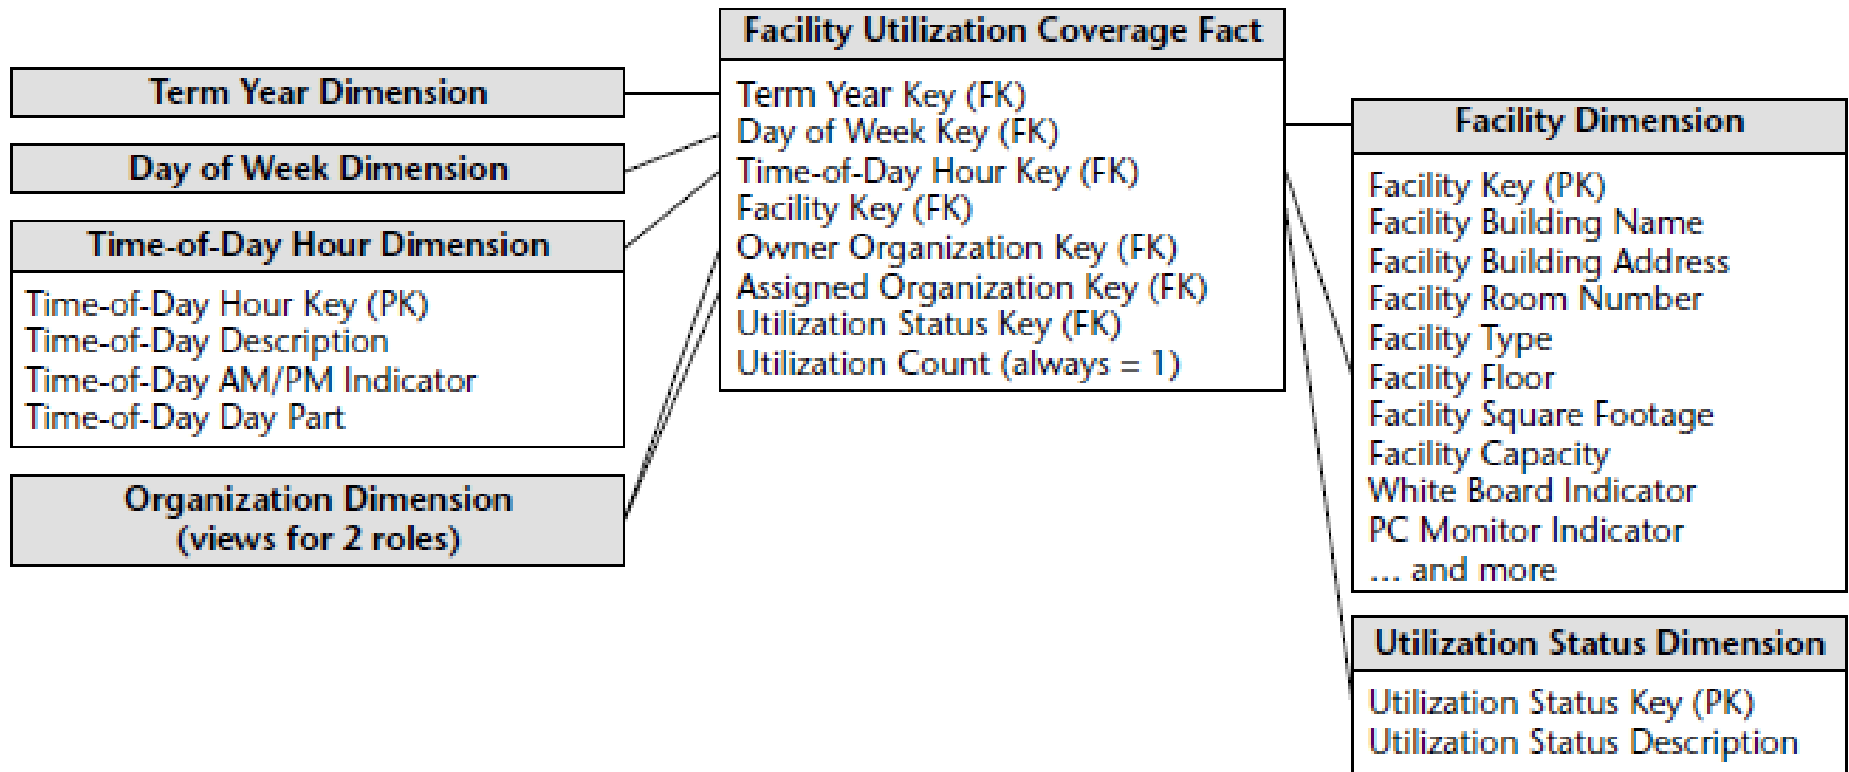 Term Year Dimension
Day of Week Dimension
Time-of-Day Hour Dimension
Time-of-Day Hour Key (PK)
Time-of-Day Description
Time-of-Day AM/PM Indicator
Time-of-Day Day Part
Organization Dimension
(views for 2 roles)
Facility Utilization Coverage Fact
Term Year Key (FK)
Day of Week Key (FK)
Time-of-Day Hour Key (FK)
Facility Key (FK)
Owner Organization Key (FK)
Assigned Organization Key (FK)
Utilization Status Key (FK)
Utilization Count (always = 1)
Facility Dimension
Facility Key (PK)
Facility Building Name
Facility Building Address
Facility Room Number
Facility Type
Facility Floor
Facility Square Footage
Facility Capacity
White Board Indicator
PC Monitor Indicator
... and more
Utilization Status Dimension
Utilization Status Key (PK)
Utilization Status Description